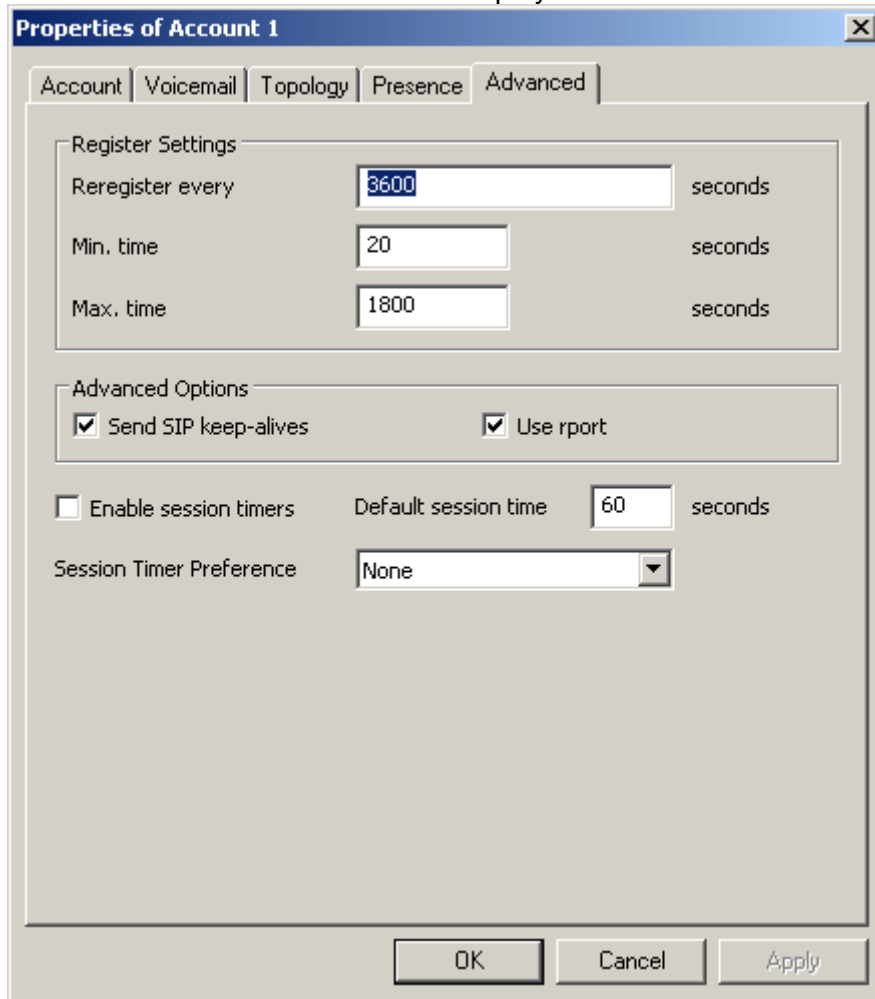 Properties of Account 1
Account Voicemail Topology Presence Advanced
Register Settings
Reregister every 3600 seconds
Min. time 20 seconds
Max. time 1800 seconds
Advanced Options
Send SIP keep-alives Use rport
Enable session timers Default session time 60 seconds
Session Timer Preference None
OK Cancel Apply